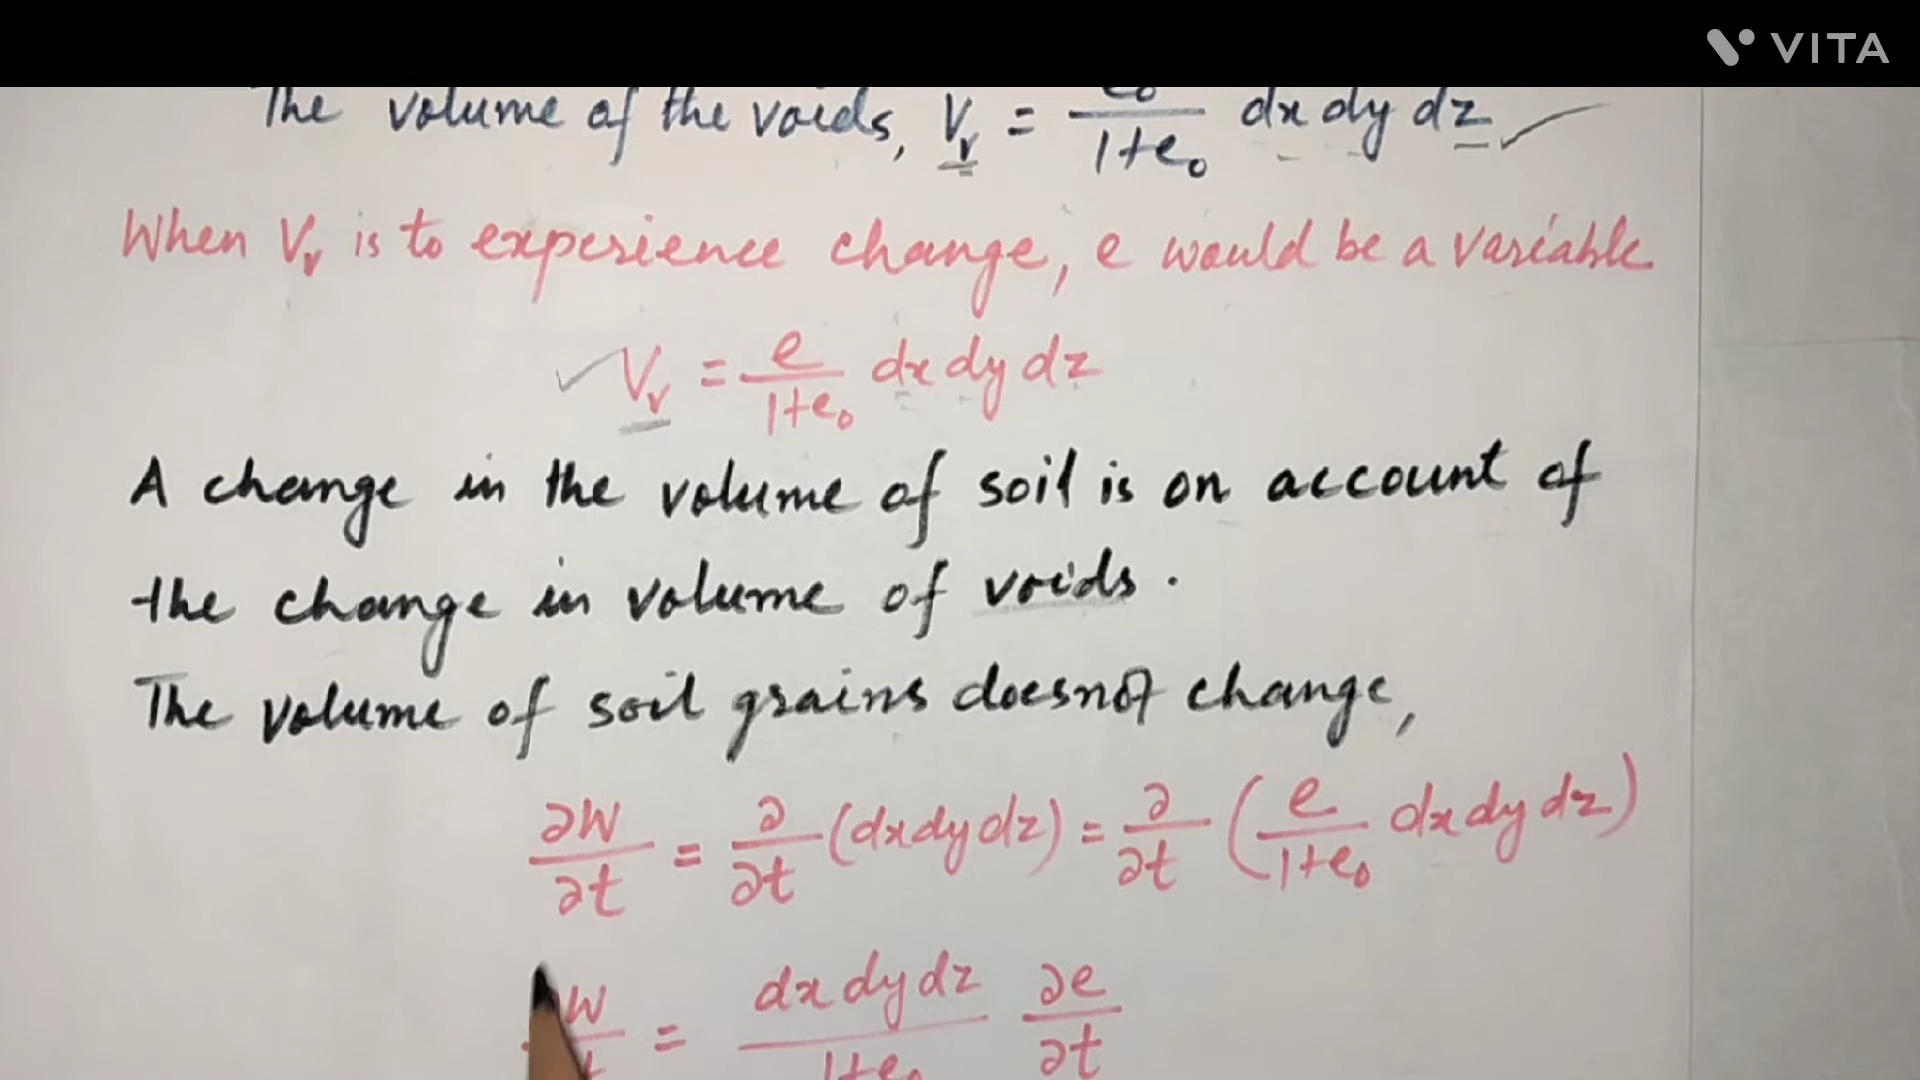 VITA
The volume of the voids, Vv = e₀/(1+e₀) dx dy dz
When Vv is to experience change, e would be a variable
Vv = e/(1+e₀) dx dy dz
A change in the volume of soil is on account of
the change in volume of voids.
The volume of soil grains doesnot change,
∂W/∂t = ∂/∂t (dx dy dz) = ∂/∂t (e/(1+e₀) dx dy dz)
∂W/∂t = dx dy dz/(1+e₀) ∂e/∂t